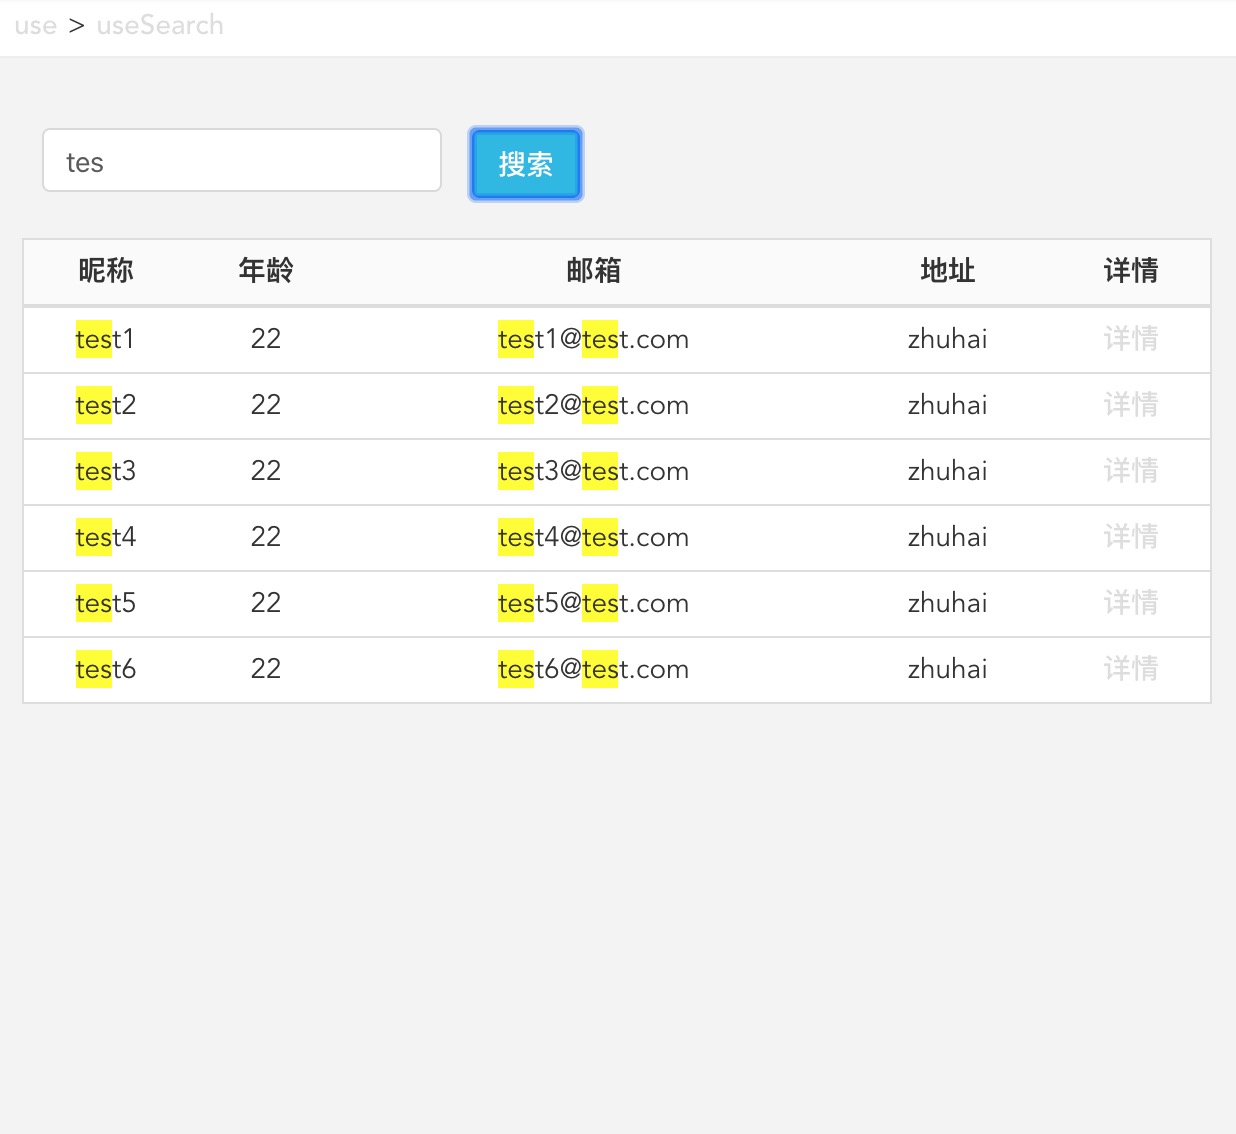 use > useSearch
tes 搜索
昵称 年龄 邮箱 地址 详情
test1 22 test1@test.com zhuhai 详情
test2 22 test2@test.com zhuhai 详情
test3 22 test3@test.com zhuhai 详情
test4 22 test4@test.com zhuhai 详情
test5 22 test5@test.com zhuhai 详情
test6 22 test6@test.com zhuhai 详情